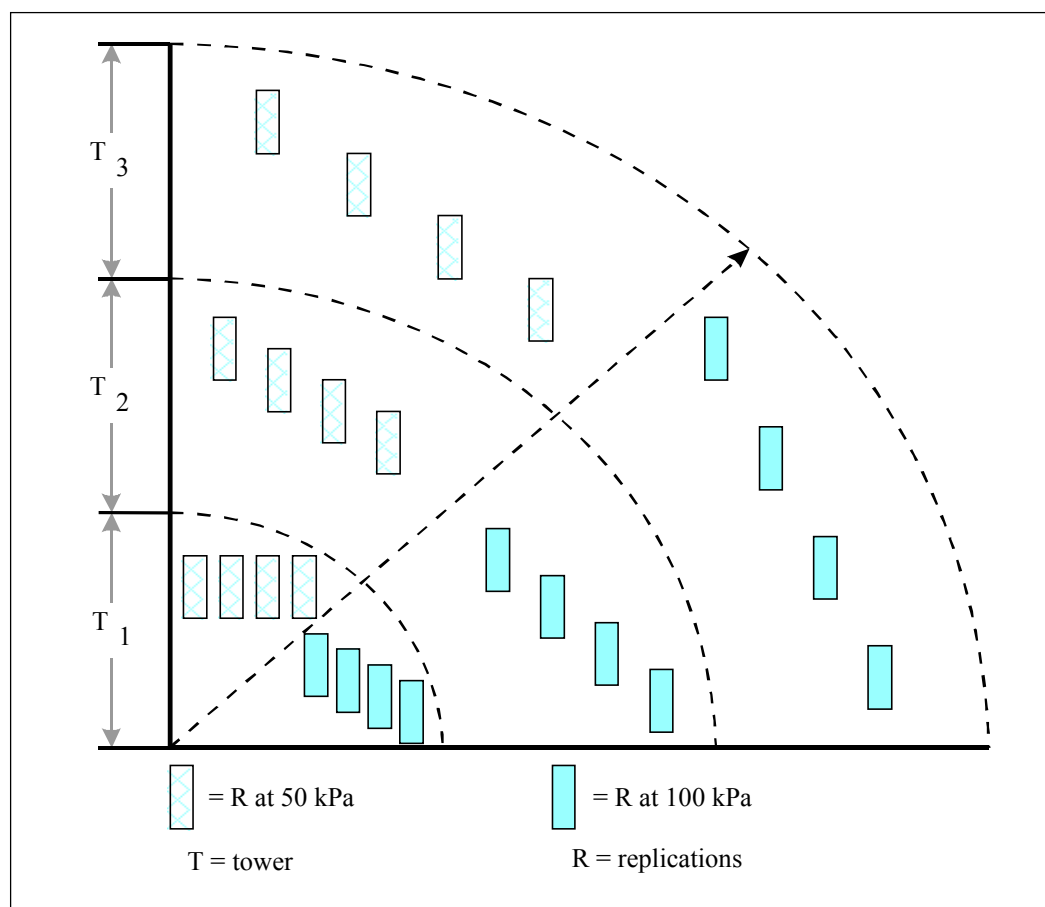 T 3
T 2
T 1
= R at 50 kPa
= R at 100 kPa
T = tower
R = replications